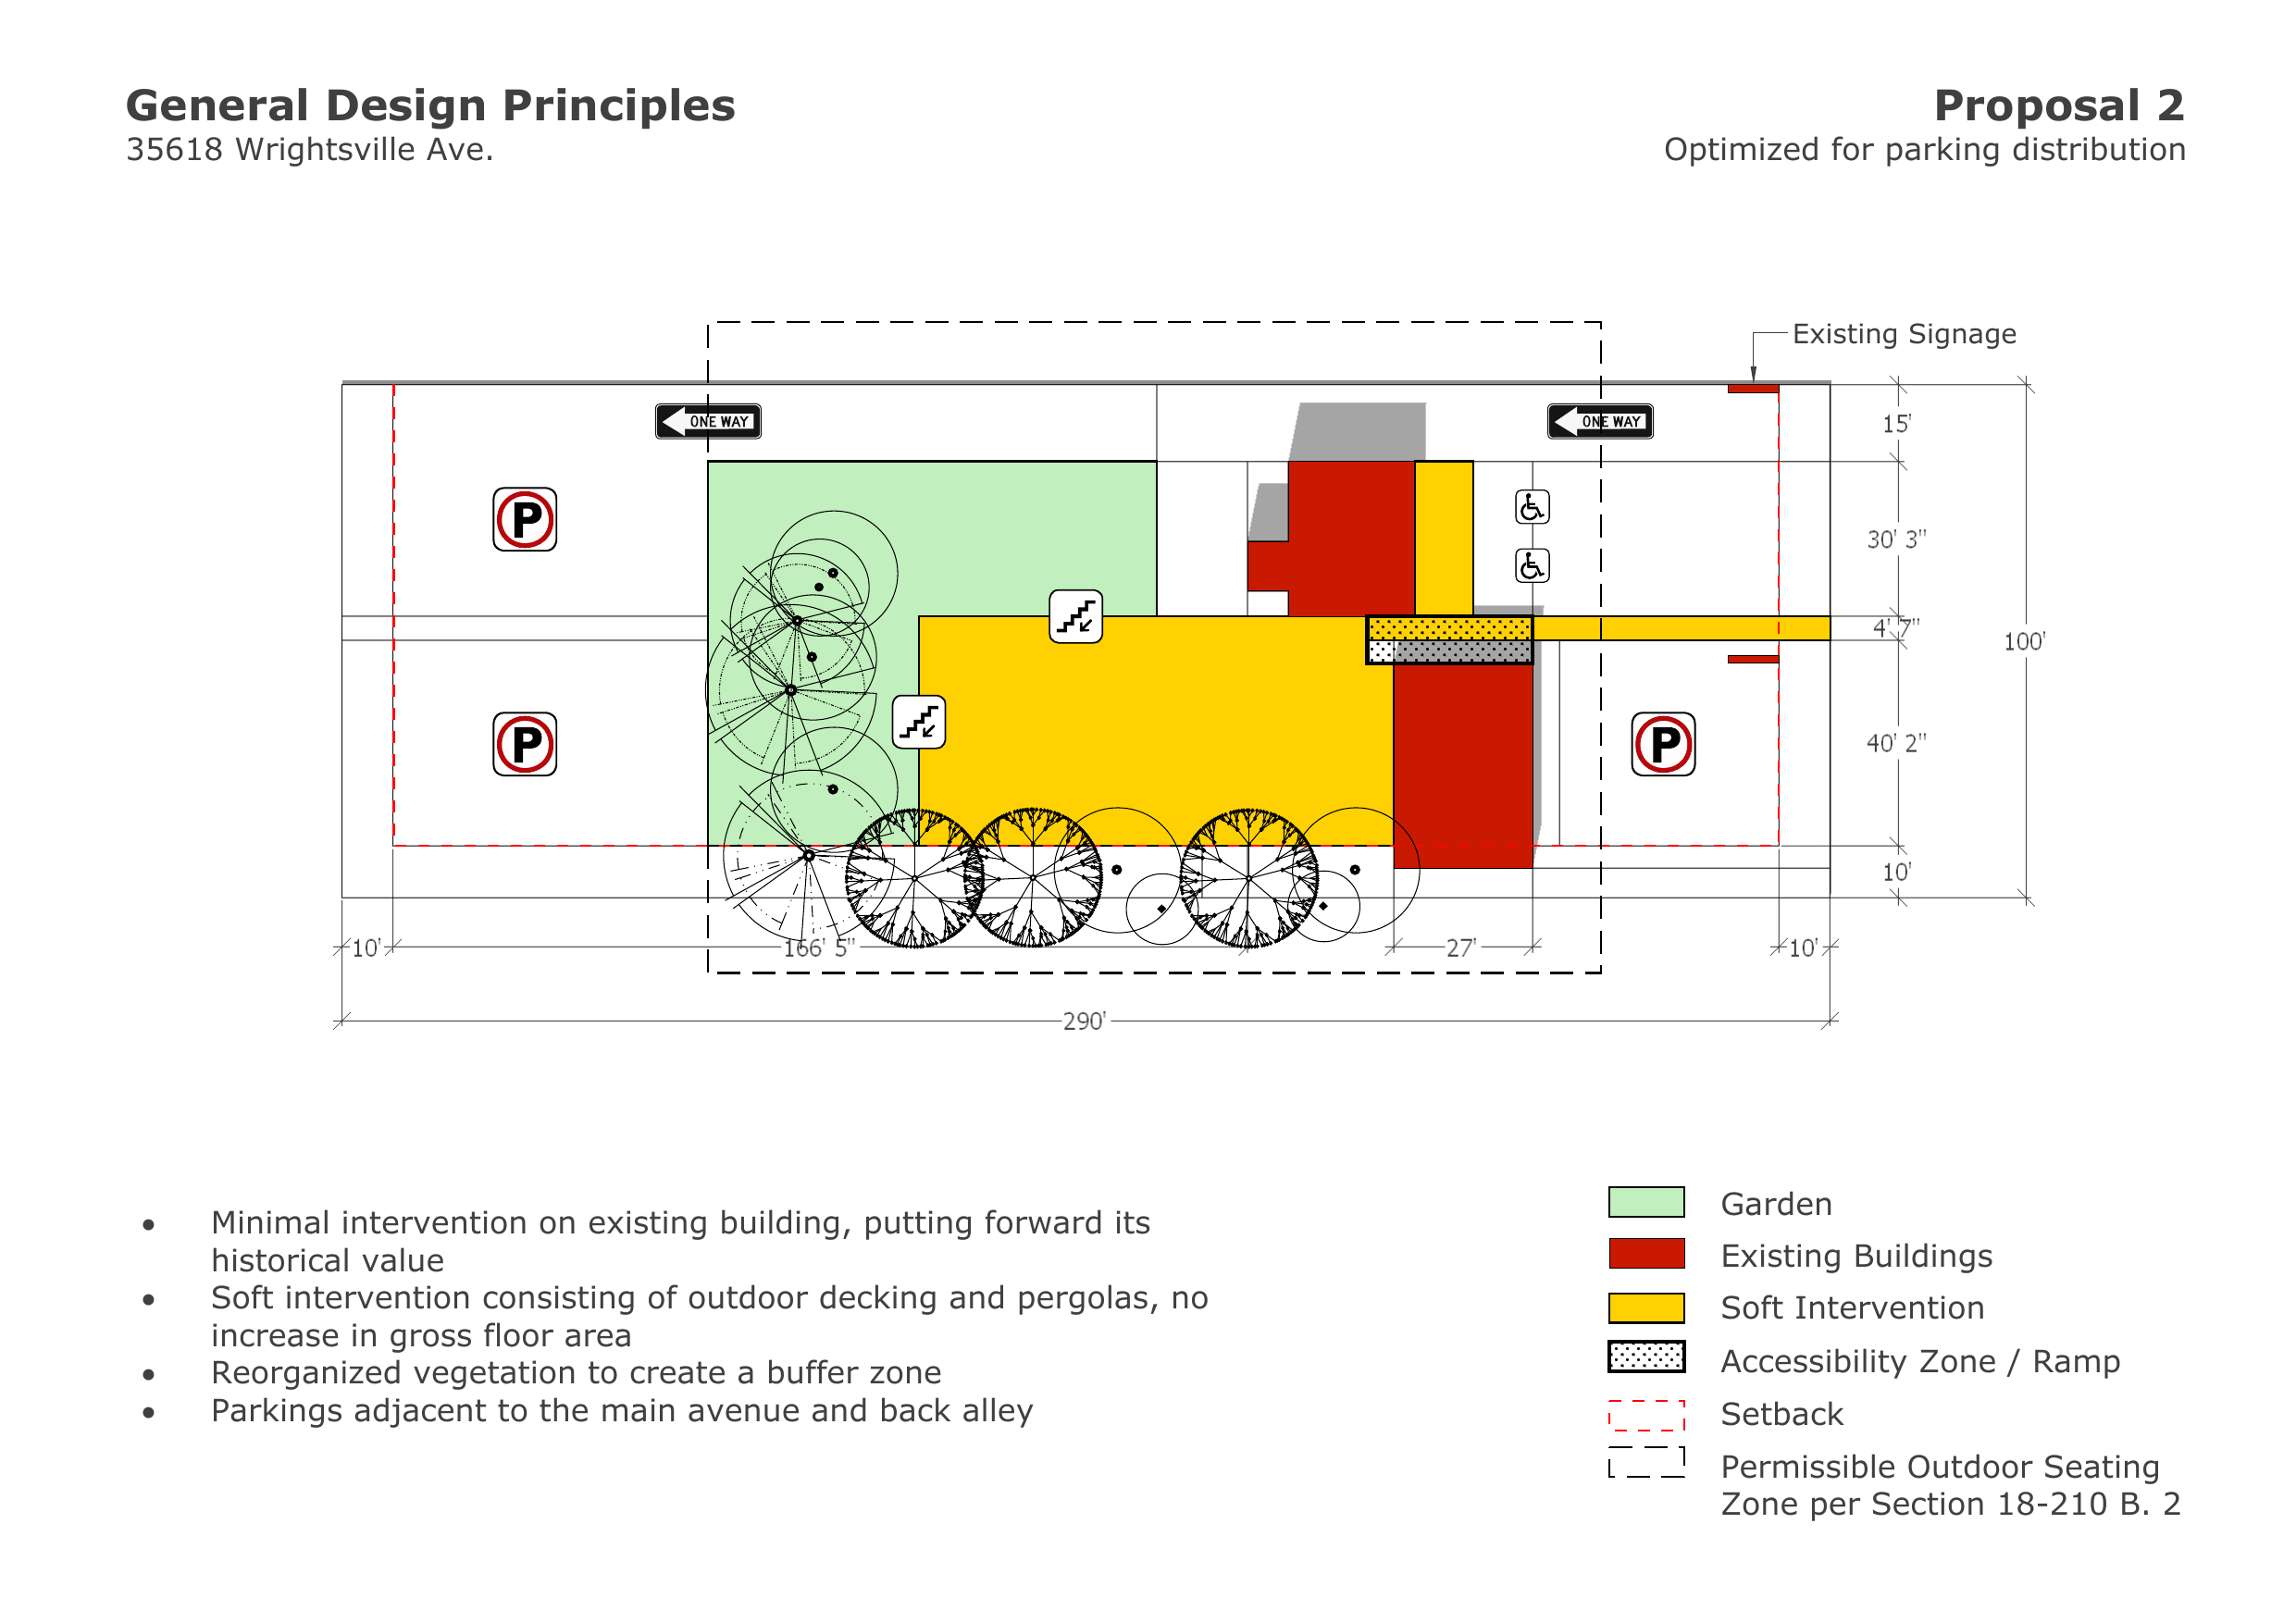 General Design Principles
35618 Wrightsville Ave.
Proposal 2
Optimized for parking distribution
Existing Signage
ONE WAY
ONE WAY
15'
P
30' 3"
4' 7"
100'
P
P
40' 2"
10'
10'
166' 5"
27'
10'
290'
• Minimal intervention on existing building, putting forward its
historical value
• Soft intervention consisting of outdoor decking and pergolas, no
increase in gross floor area
• Reorganized vegetation to create a buffer zone
• Parkings adjacent to the main avenue and back alley
Garden
Existing Buildings
Soft Intervention
Accessibility Zone / Ramp
Setback
Permissible Outdoor Seating
Zone per Section 18-210 B. 2